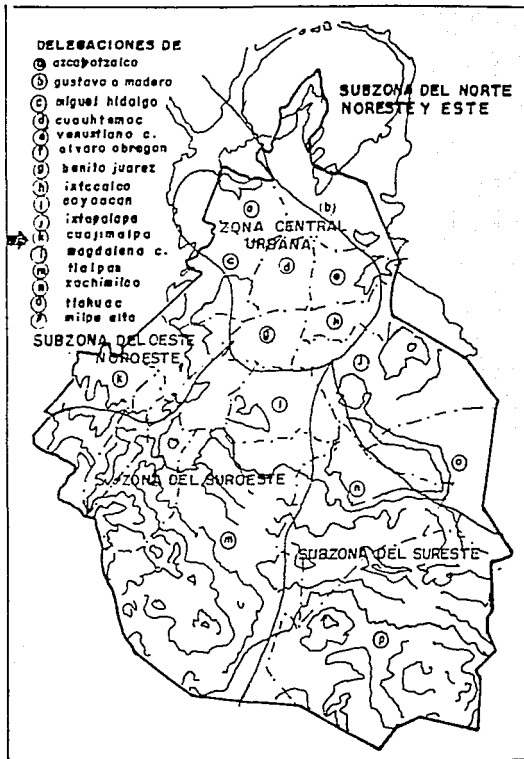 DELEGACIONES DE
a azcapotzalco
b gustavo a madero
c miguel hidalgo
d cuauhtemoc
e venustiano c.
f alvaro obregon
g benito juarez
h ixtccalco
i coyoacan
j ixtapalapa
k cuajimalpa
l magdalena c.
m tlalpan
n xochimilco
o tlahuac
p milpa alta
SUBZONA DEL NORTE
NORESTE Y ESTE
a
(b)
ZONA CENTRAL
URBANA
c
d
e
g
h
SUBZONA DEL OESTE
NOROESTE
j
k
f
i
o
SUBZONA DEL SUROESTE
n
m
SUBZONA DEL SURESTE
p